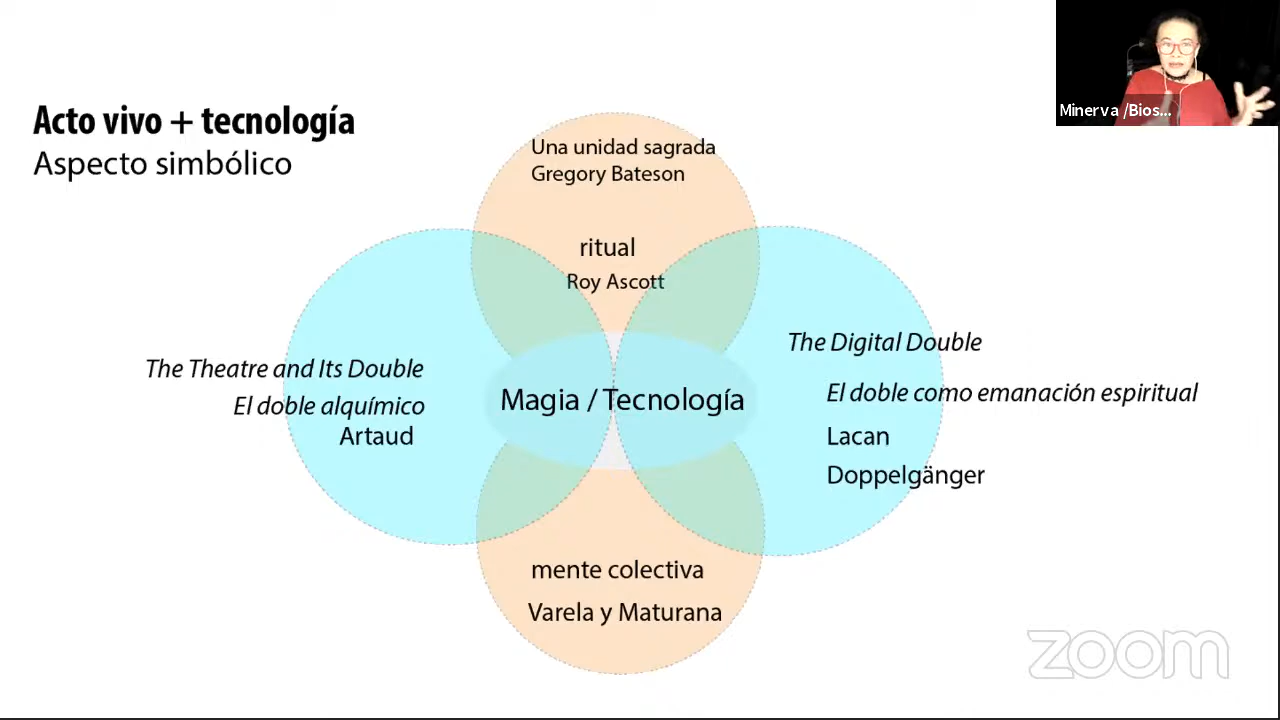 Acto vivo + tecnología
Aspecto simbólico
Minerva /Bios...
Una unidad sagrada
Gregory Bateson
ritual
Roy Ascott
The Theatre and Its Double
El doble alquímico
Artaud
Magia / Tecnología
The Digital Double
El doble como emanación espiritual
Lacan
Doppelgänger
mente colectiva
Varela y Maturana
zoom